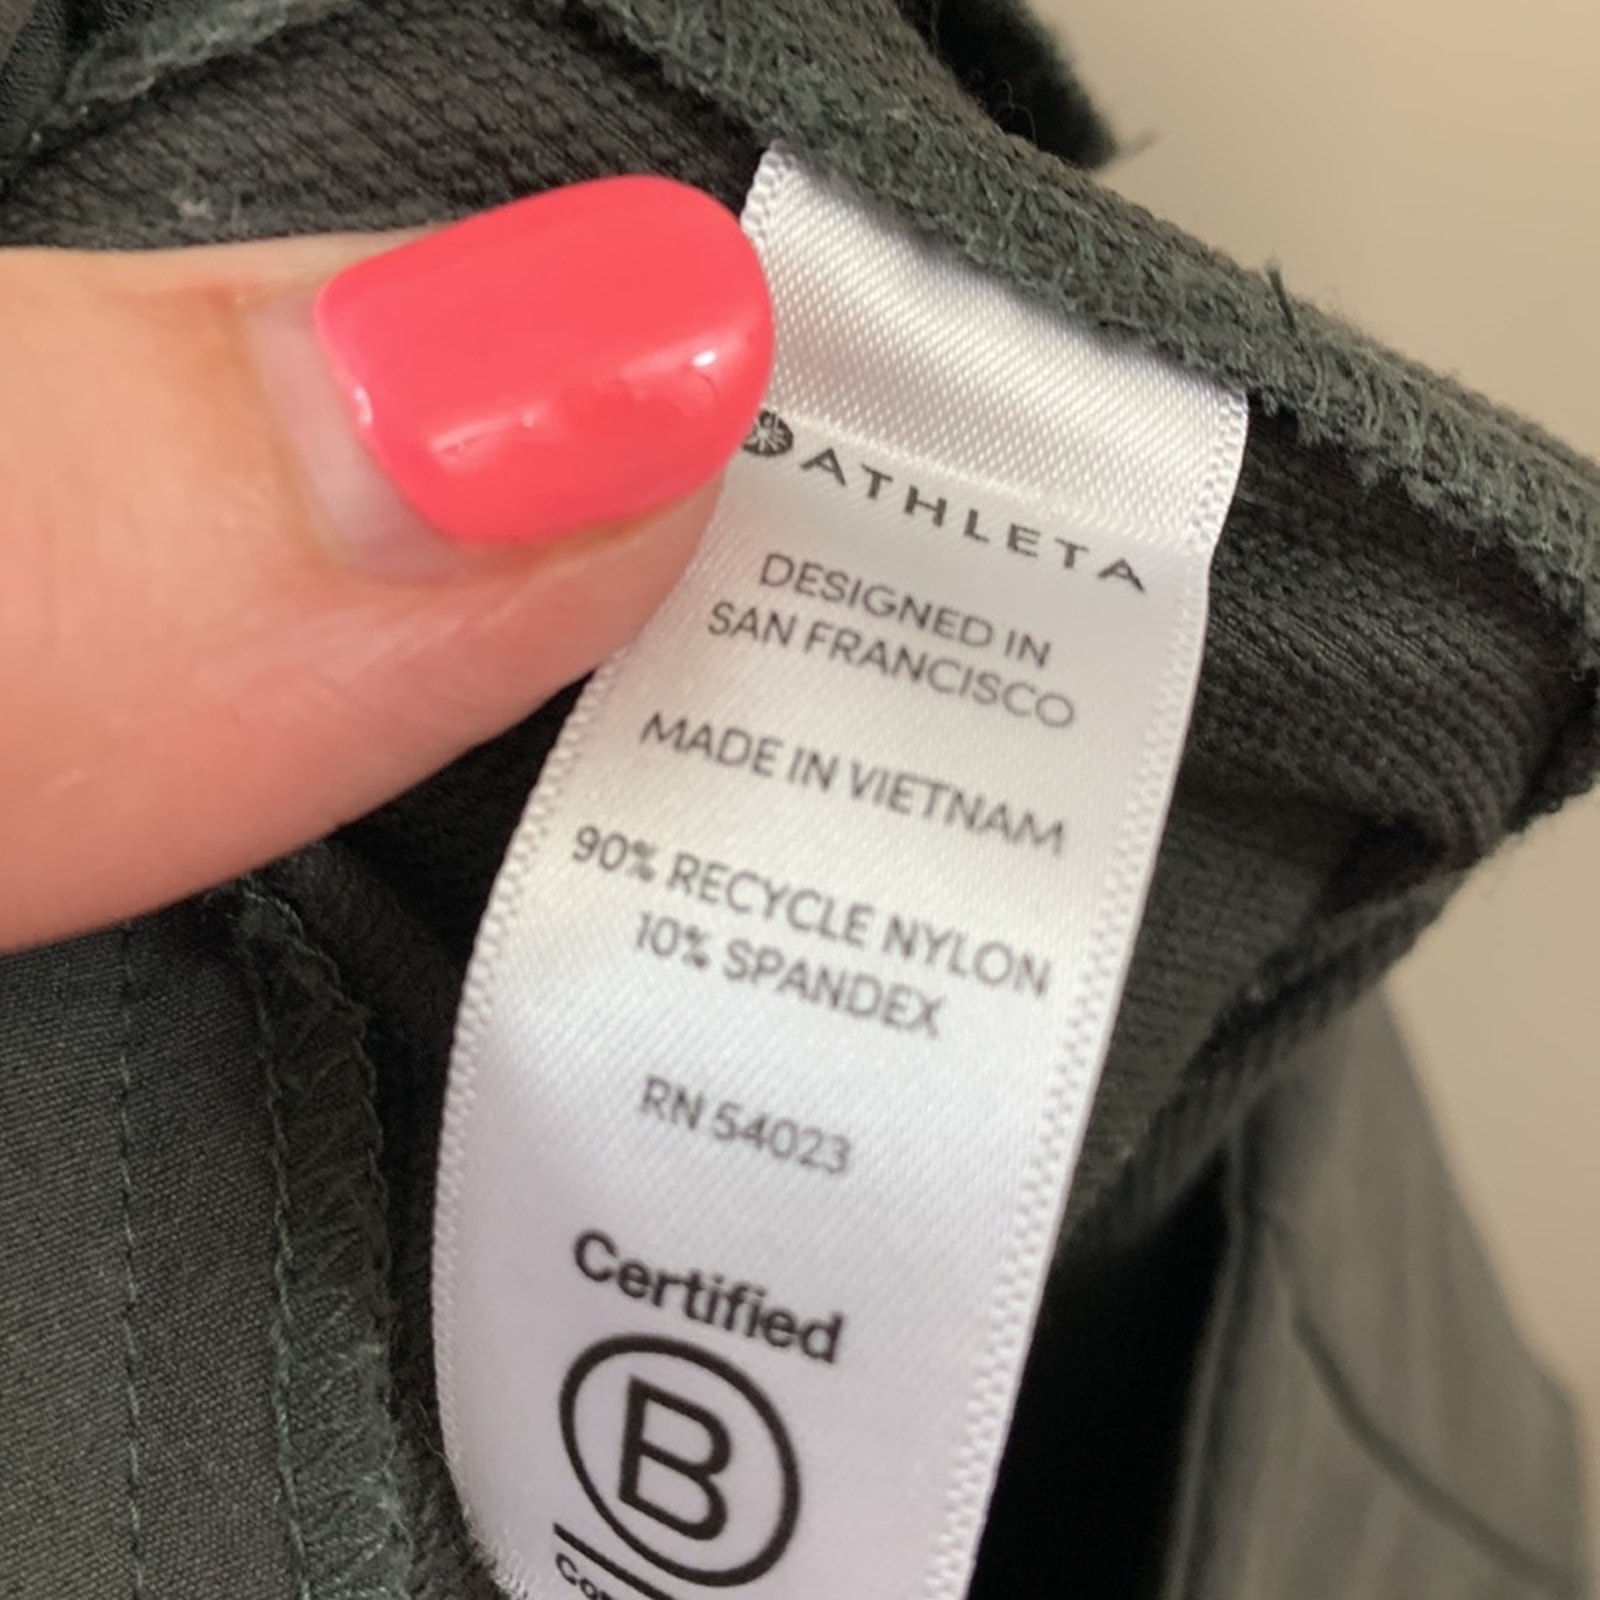 ATHLETA
DESIGNED IN
SAN FRANCISCO
MADE IN VIETNAM
90% RECYCLE NYLON
10% SPANDEX
RN 54023
Certified
B